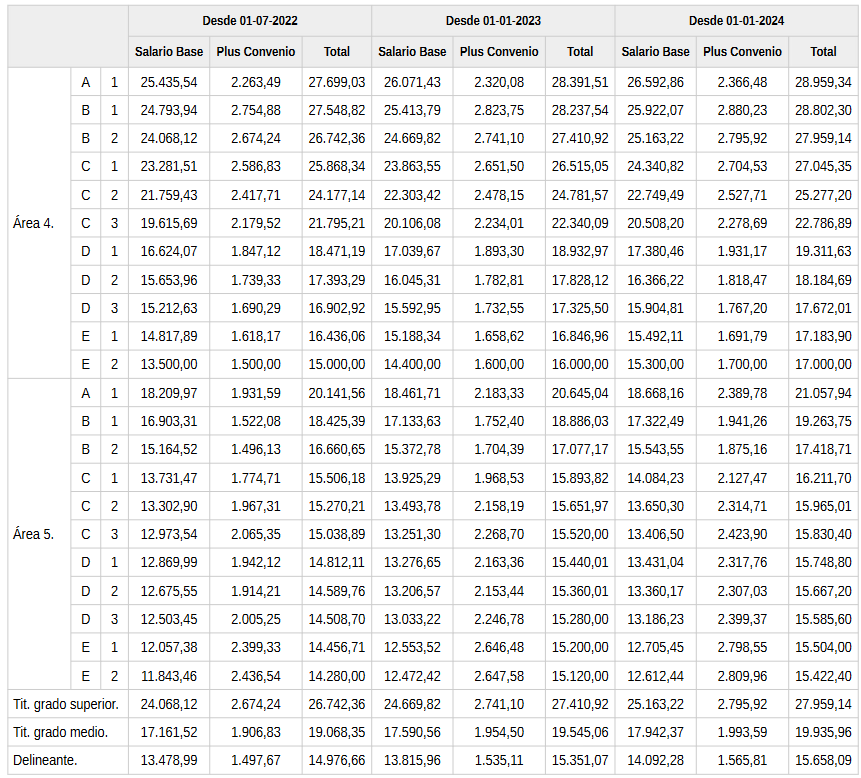 Desde 01-07-2022 Desde 01-01-2023 Desde 01-01-2024
Salario Base Plus Convenio Total Salario Base Plus Convenio Total Salario Base Plus Convenio Total
A 1 25.435,54 2.263,49 27.699,03 26.071,43 2.320,08 28.391,51 26.592,86 2.366,48 28.959,34
B 1 24.793,94 2.754,88 27.548,82 25.413,79 2.823,75 28.237,54 25.922,07 2.880,23 28.802,30
B 2 24.068,12 2.674,24 26.742,36 24.669,82 2.741,10 27.410,92 25.163,22 2.795,92 27.959,14
C 1 23.281,51 2.586,83 25.868,34 23.863,55 2.651,50 26.515,05 24.340,82 2.704,53 27.045,35
C 2 21.759,43 2.417,71 24.177,14 22.303,42 2.478,15 24.781,57 22.749,49 2.527,71 25.277,20
Área 4. C 3 19.615,69 2.179,52 21.795,21 20.106,08 2.234,01 22.340,09 20.508,20 2.278,69 22.786,89
D 1 16.624,07 1.847,12 18.471,19 17.039,67 1.893,30 18.932,97 17.380,46 1.931,17 19.311,63
D 2 15.653,96 1.739,33 17.393,29 16.045,31 1.782,81 17.828,12 16.366,22 1.818,47 18.184,69
D 3 15.212,63 1.690,29 16.902,92 15.592,95 1.732,55 17.325,50 15.904,81 1.767,20 17.672,01
E 1 14.817,89 1.618,17 16.436,06 15.188,34 1.658,62 16.846,96 15.492,11 1.691,79 17.183,90
E 2 13.500,00 1.500,00 15.000,00 14.400,00 1.600,00 16.000,00 15.300,00 1.700,00 17.000,00
A 1 18.209,97 1.931,59 20.141,56 18.461,71 2.183,33 20.645,04 18.668,16 2.389,78 21.057,94
B 1 16.903,31 1.522,08 18.425,39 17.133,63 1.752,40 18.886,03 17.322,49 1.941,26 19.263,75
B 2 15.164,52 1.496,13 16.660,65 15.372,78 1.704,39 17.077,17 15.543,55 1.875,16 17.418,71
C 1 13.731,47 1.774,71 15.506,18 13.925,29 1.968,53 15.893,82 14.084,23 2.127,47 16.211,70
C 2 13.302,90 1.967,31 15.270,21 13.493,78 2.158,19 15.651,97 13.650,30 2.314,71 15.965,01
Área 5. C 3 12.973,54 2.065,35 15.038,89 13.251,30 2.268,70 15.520,00 13.406,50 2.423,90 15.830,40
D 1 12.869,99 1.942,12 14.812,11 13.276,65 2.163,36 15.440,01 13.431,04 2.317,76 15.748,80
D 2 12.675,55 1.914,21 14.589,76 13.206,57 2.153,44 15.360,01 13.360,17 2.307,03 15.667,20
D 3 12.503,45 2.005,25 14.508,70 13.033,22 2.246,78 15.280,00 13.186,23 2.399,37 15.585,60
E 1 12.057,38 2.399,33 14.456,71 12.553,52 2.646,48 15.200,00 12.705,45 2.798,55 15.504,00
E 2 11.843,46 2.436,54 14.280,00 12.472,42 2.647,58 15.120,00 12.612,44 2.809,96 15.422,40
Tit. grado superior. 24.068,12 2.674,24 26.742,36 24.669,82 2.741,10 27.410,92 25.163,22 2.795,92 27.959,14
Tit. grado medio. 17.161,52 1.906,83 19.068,35 17.590,56 1.954,50 19.545,06 17.942,37 1.993,59 19.935,96
Delineante. 13.478,99 1.497,67 14.976,66 13.815,96 1.535,11 15.351,07 14.092,28 1.565,81 15.658,09